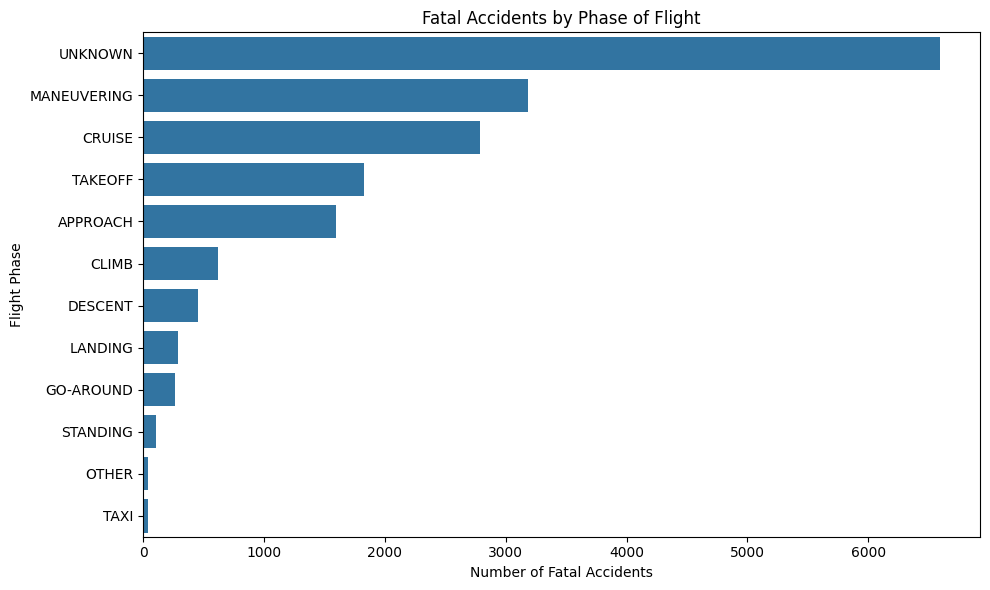 Fatal Accidents by Phase of Flight
Flight Phase
UNKNOWN
MANEUVERING
CRUISE
TAKEOFF
APPROACH
CLIMB
DESCENT
LANDING
GO-AROUND
STANDING
OTHER
TAXI
0 1000 2000 3000 4000 5000 6000
Number of Fatal Accidents